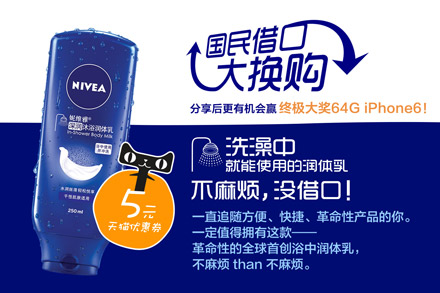 国民借口
大换购
分享后更有机会赢 终极大奖64G iPhone6!
NIVEA
妮维雅®
沐浴润体乳
In-Shower Body Milk
250 ml
5元
天猫优惠券
洗澡中
就能使用的润体乳
不麻烦,没借口!
一直追随方便、快捷、革命性产品的你。
一定值得拥有这款——
革命性的全球首创浴中润体乳,
不麻烦 than 不麻烦。